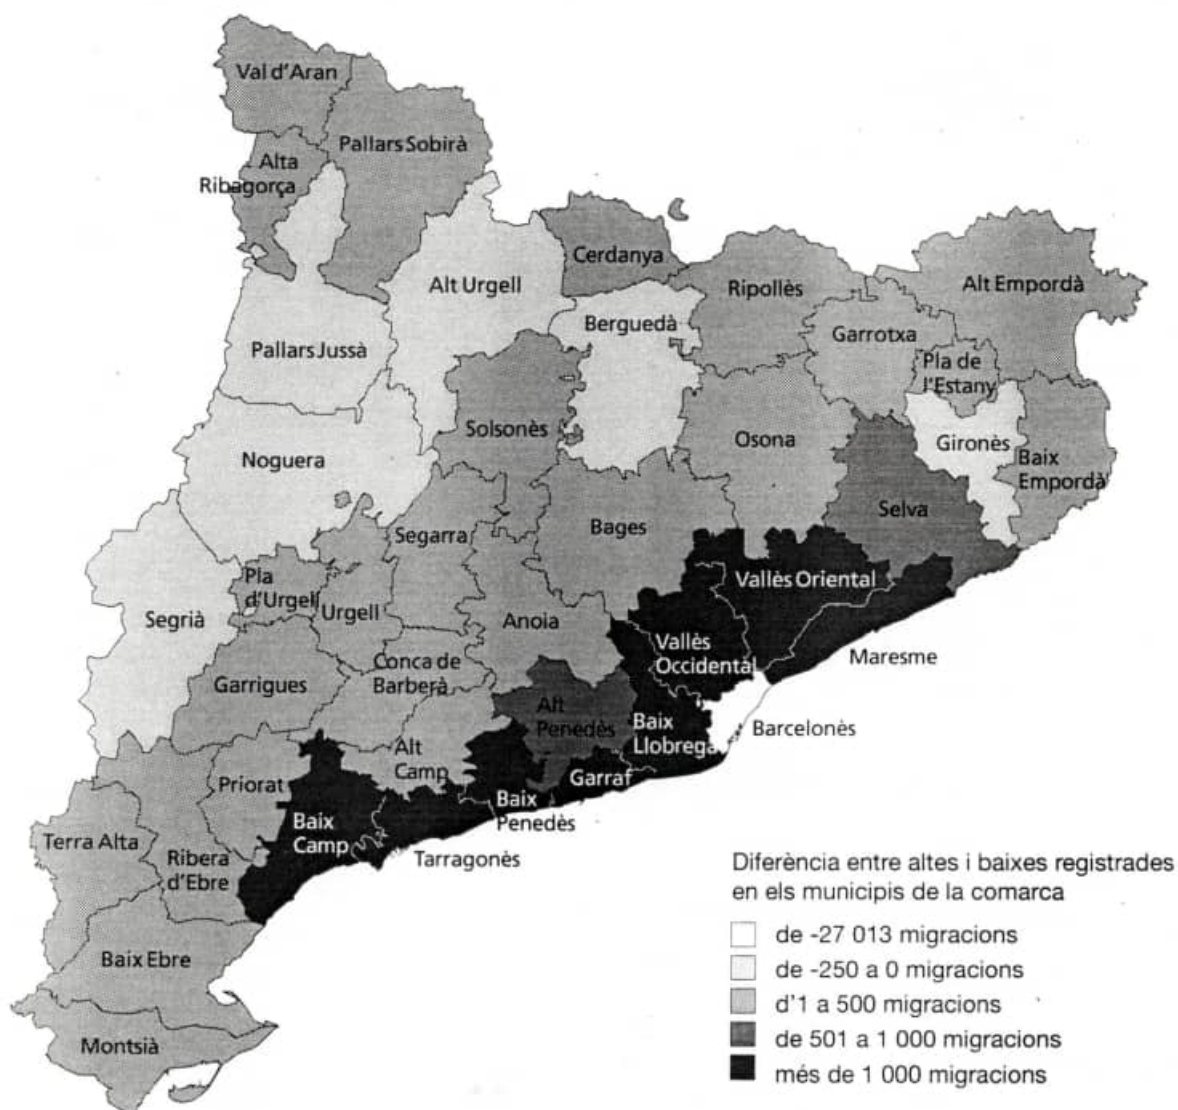 Val d'Aran
Pallars Sobirà
Alta
Ribagorça
Cerdanya
Alt Urgell
Ripollès
Alt Empordà
Berguedà
Garrotxa
Pallars Jussà
Pla de
l'Estany
Solsonès
Osona
Gironès
Noguera
Baix
Empordà
Selva
Bages
Segarra
Pla
d'Urgell
Vallès Oriental
Urgell
Segrià
Anoia
Vallès
Occidental
Maresme
Conca de
Barberà
Garrigues
Alt
Penedès
Baix
Llobrega
Barcelonès
Alt
Camp
Garraf
Priorat
Baix
Penedès
Baix
Camp
Tarragonès
Terra Alta
Ribera
d'Ebre
Baix Ebre
Montsià
Diferència entre altes i baixes registrades
en els municipis de la comarca
de -27 013 migracions
de -250 a 0 migracions
d'1 a 500 migracions
de 501 a 1 000 migracions
més de 1 000 migracions